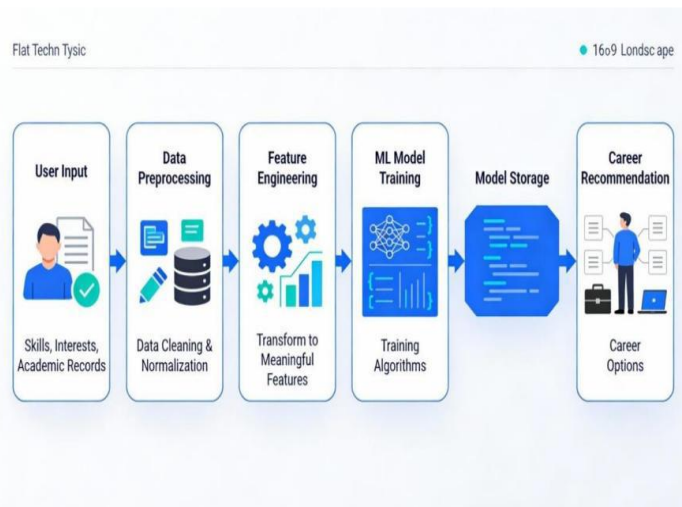 Flat Techn Tysic
16o9 Londsc ape
User Input
Skills, Interests,
Academic Records
Data
Preprocessing
Data Cleaning &
Normalization
Feature
Engineering
Transform to
Meaningful
Features
ML Model
Training
Training
Algorithms
Model Storage
Career
Recommendation
Career
Options